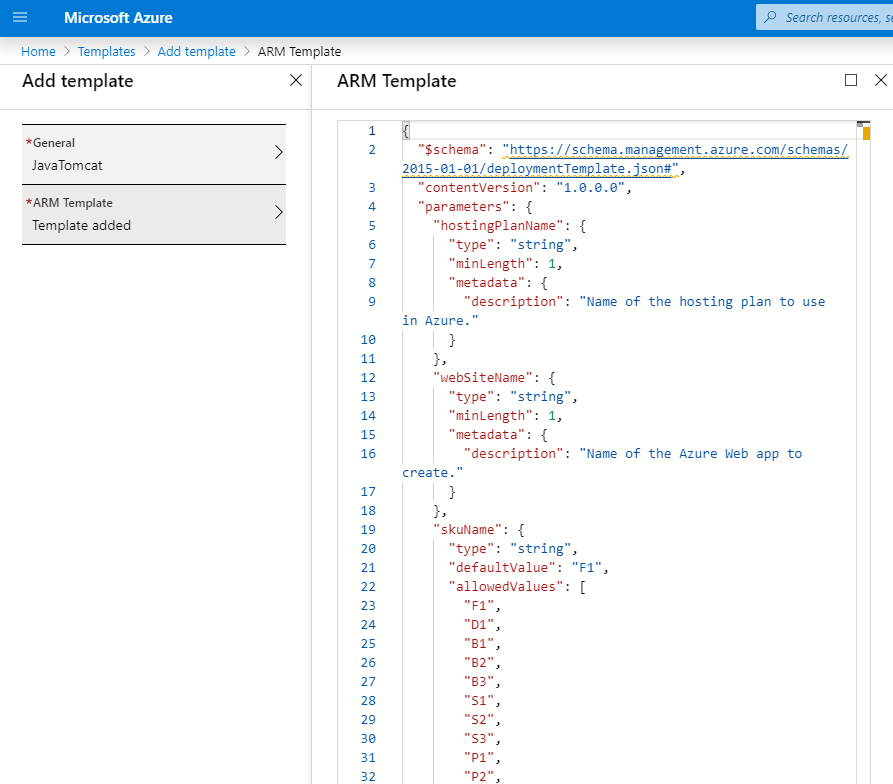 Microsoft Azure
Search resources, se
Home > Templates > Add template > ARM Template
Add template
*General
JavaTomcat
*ARM Template
Template added
ARM Template
1 {
2 "$schema": "https://schema.management.azure.com/schemas/
2015-01-01/deploymentTemplate.json#",
3 "contentVersion": "1.0.0.0",
4 "parameters": {
5 "hostingPlanName": {
6 "type": "string",
7 "minLength": 1,
8 "metadata": {
9 "description": "Name of the hosting plan to use
in Azure."
10 }
11 },
12 "webSiteName": {
13 "type": "string",
14 "minLength": 1,
15 "metadata": {
16 "description": "Name of the Azure Web app to
create."
17 }
18 },
19 "skuName": {
20 "type": "string",
21 "defaultValue": "F1",
22 "allowedValues": [
23 "F1",
24 "D1",
25 "B1",
26 "B2",
27 "B3",
28 "S1",
29 "S2",
30 "S3",
31 "P1",
32 "P2",